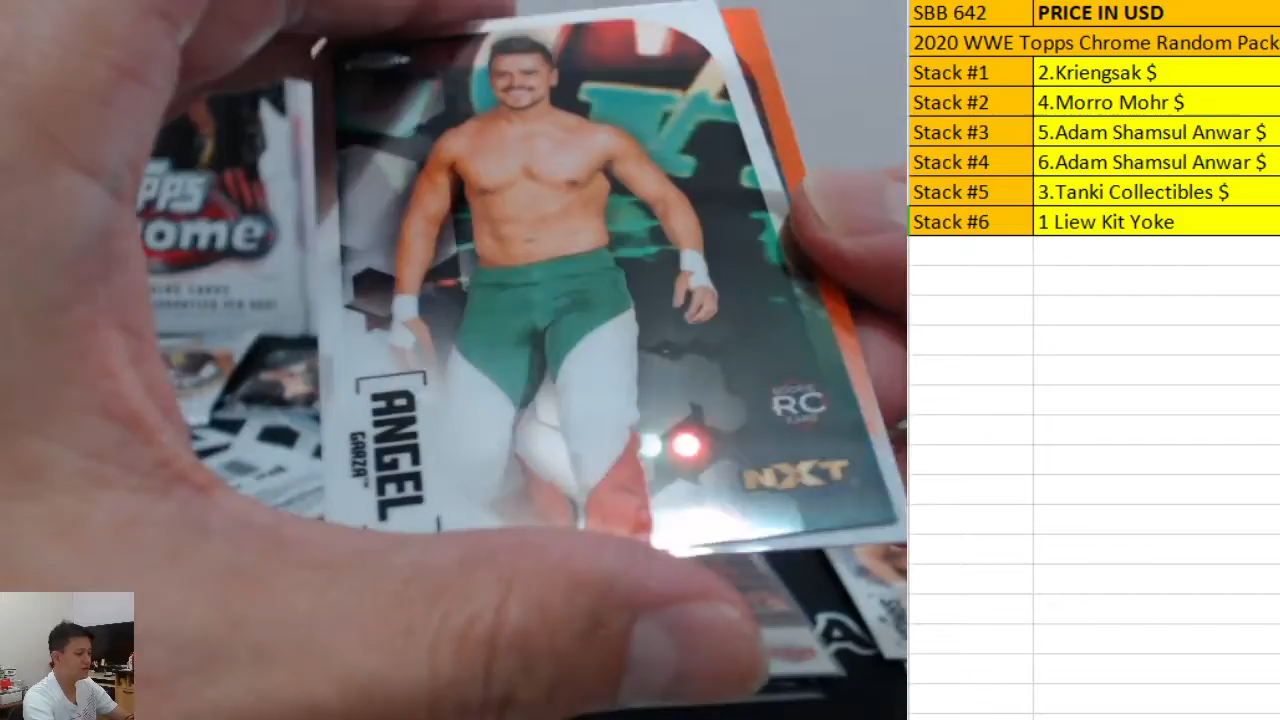 SBB 642 PRICE IN USD
2020 WWE Topps Chrome Random Pack
Stack #1 2.Kriengsak $
Stack #2 4.Morro Mohr $
Stack #3 5.Adam Shamsul Anwar $
Stack #4 6.Adam Shamsul Anwar $
Stack #5 3.Tanki Collectibles $
Stack #6 1 Liew Kit Yoke
PPS
ome
ANGEL
GARZA™
RC
NXT